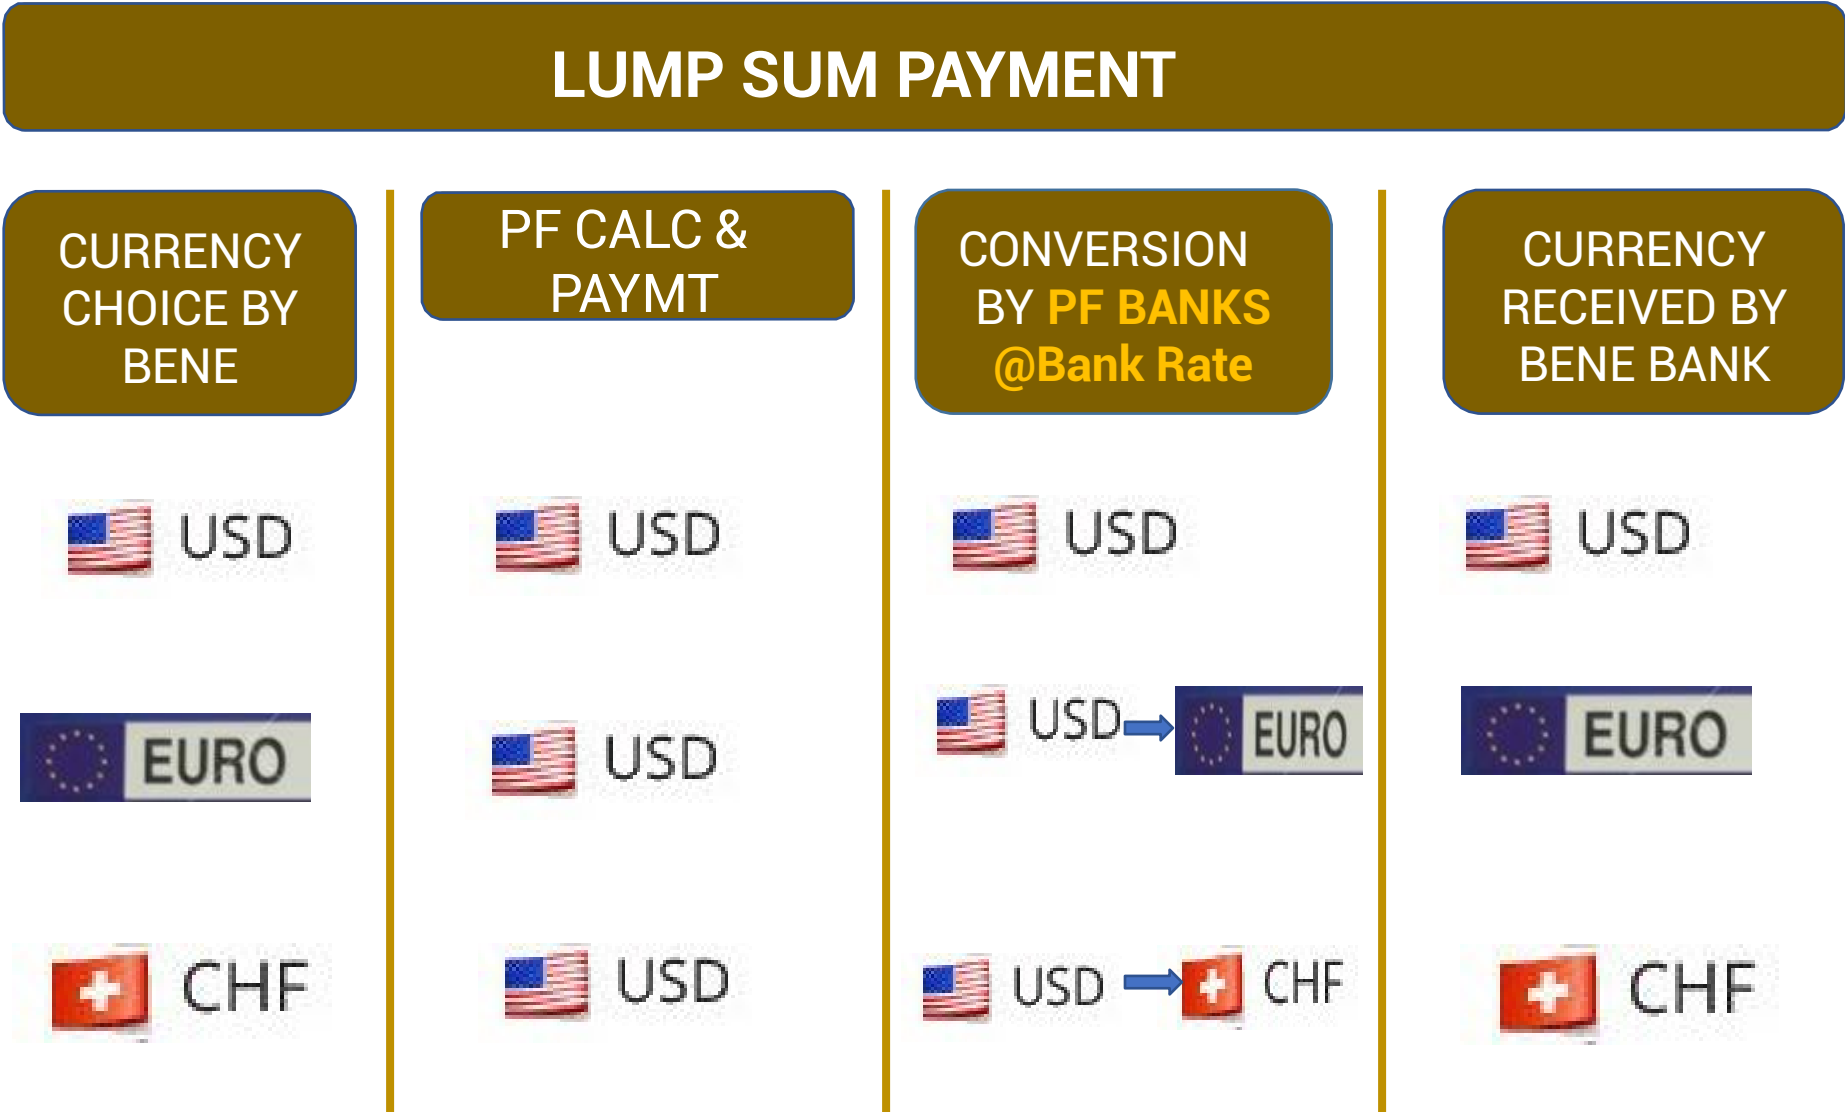 LUMP SUM PAYMENT
CURRENCY
CHOICE BY
BENE
PF CALC &
PAYMT
CONVERSION
BY PF BANKS
@Bank Rate
CURRENCY
RECEIVED BY
BENE BANK
USD
USD
USD
USD
EURO
USD
USD
EURO
EURO
CHF
USD
USD
CHF
CHF